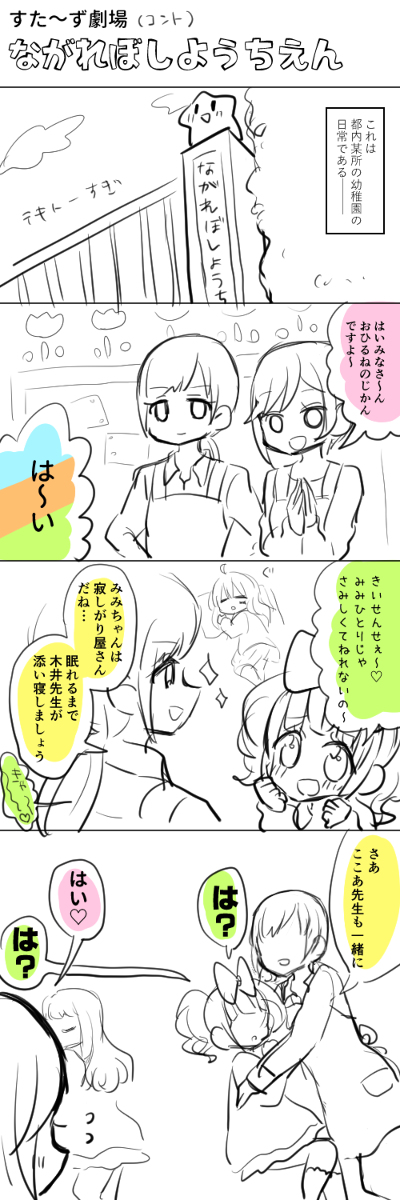 すた〜ず劇場（コント）
ながれぼしようちえん
これは
都内某所の幼稚園の
日常である――
ながれぼしようち
テキトーすぎ
はいみなさ〜ん
おひるねのじかん
ですよ〜
は〜い
きいせんせぇ〜♡
みみひとりじゃ
さみしくてねれないの〜
みみちゃんは
寂しがり屋さん
だね…
眠れるまで
木井先生が
添い寝しましょう
キャ〜♡
さあ
ここあ先生も一緒に
は?
はい♡
は?